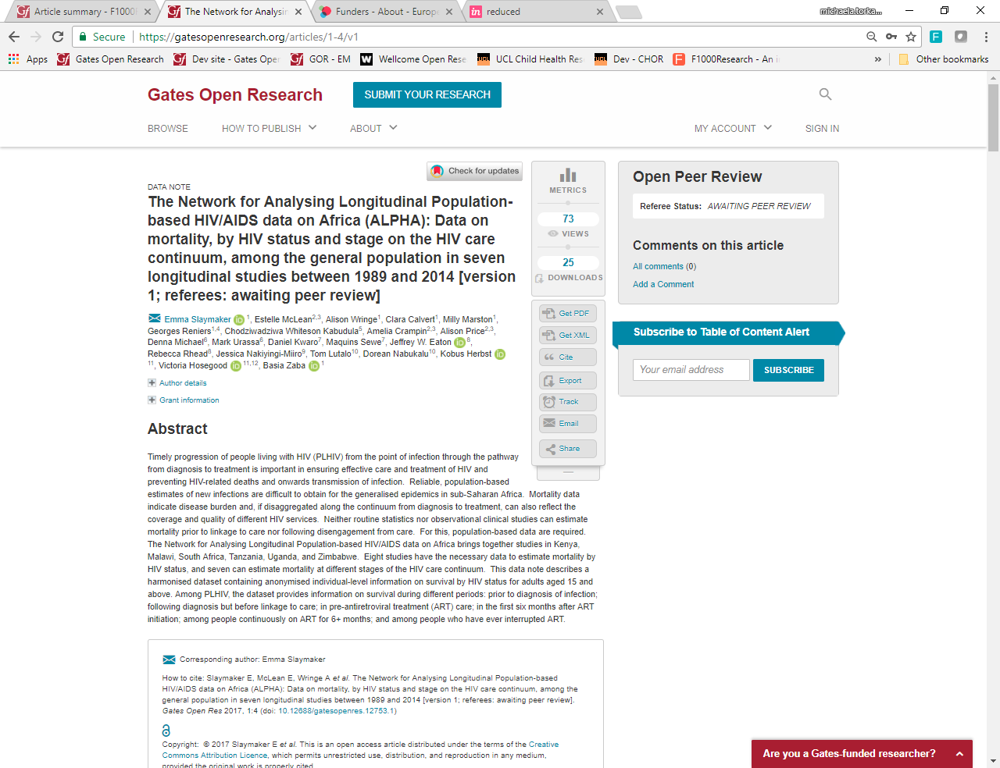 Article summary - F1000
The Network for Analysin
Funders - About - Europe
reduced
michaela.torka...
Secure
https://gatesopenresearch.org/articles/1-4/v1
Apps
Gates Open Research
Dev site - Gates Ope
GOR - EM
Wellcome Open Rese
UCL Child Health Res
Dev - CHOR
F1000Research - An i
»
Other bookmarks
Gates Open Research
SUBMIT YOUR RESEARCH
BROWSE
HOW TO PUBLISH
ABOUT
MY ACCOUNT
SIGN IN
Check for updates
DATA NOTE
The Network for Analysing Longitudinal Population-
based HIV/AIDS data on Africa (ALPHA): Data on
mortality, by HIV status and stage on the HIV care
continuum, among the general population in seven
longitudinal studies between 1989 and 2014 [version
1; referees: awaiting peer review]
Emma Slaymaker iD 1, Estelle McLean2,3, Alison Wringe1, Clara Calvert1, Milly Marston1,
Georges Reniers1,4, Chodziwadziwa Whiteson Kabudula5, Amelia Crampin2,3, Alison Price2,3,
Denna Michael6, Mark Urassa6, Daniel Kwaro7, Maquins Sewe7, Jeffrey W. Eaton iD 8,
Rebecca Rhead8, Jessica Nakiyingi-Miiro9, Tom Lutalo10, Dorean Nabukalu10, Kobus Herbst iD
11, Victoria Hosegood iD 11,12, Basia Zaba iD 1
Author details
Grant information
Abstract
Timely progression of people living with HIV (PLHIV) from the point of infection through the pathway
from diagnosis to treatment is important in ensuring effective care and treatment of HIV and
preventing HIV-related deaths and onwards transmission of infection. Reliable, population-based
estimates of new infections are difficult to obtain for the generalised epidemics in sub-Saharan Africa. Mortality data
indicate disease burden and, if disaggregated along the continuum from diagnosis to treatment, can also reflect the
coverage and quality of different HIV services. Neither routine statistics nor observational clinical studies can estimate
mortality prior to linkage to care nor following disengagement from care. For this, population-based data are required.
The Network for Analysing Longitudinal Population-based HIV/AIDS data on Africa brings together studies in Kenya,
Malawi, South Africa, Tanzania, Uganda, and Zimbabwe. Eight studies have the necessary data to estimate mortality by
HIV status, and seven can estimate mortality at different stages of the HIV care continuum. This data note describes a
harmonised dataset containing anonymised individual-level information on survival by HIV status for adults aged 15 and
above. Among PLHIV, the dataset provides information on survival during different periods: prior to diagnosis of infection;
following diagnosis but before linkage to care; in pre-antiretroviral treatment (ART) care; in the first six months after ART
initiation; among people continuously on ART for 6+ months; and among people who have ever interrupted ART.
Corresponding author: Emma Slaymaker
How to cite: Slaymaker E, McLean E, Wringe A et al. The Network for Analysing Longitudinal Population-based
HIV/AIDS data on Africa (ALPHA): Data on mortality, by HIV status and stage on the HIV care continuum, among the
general population in seven longitudinal studies between 1989 and 2014 [version 1; referees: awaiting peer review].
Gates Open Res 2017, 1:4 (doi: 10.12688/gatesopenres.12753.1)
Copyright: © 2017 Slaymaker E et al. This is an open access article distributed under the terms of the Creative
Commons Attribution Licence, which permits unrestricted use, distribution, and reproduction in any medium,
provided the original work is properly cited.
METRICS
73
VIEWS
25
DOWNLOADS
Get PDF
Get XML
Cite
Export
Track
Email
Share
Open Peer Review
Referee Status: AWAITING PEER REVIEW
Comments on this article
All comments (0)
Add a Comment
Subscribe to Table of Content Alert
Your email address
SUBSCRIBE
Are you a Gates-funded researcher?